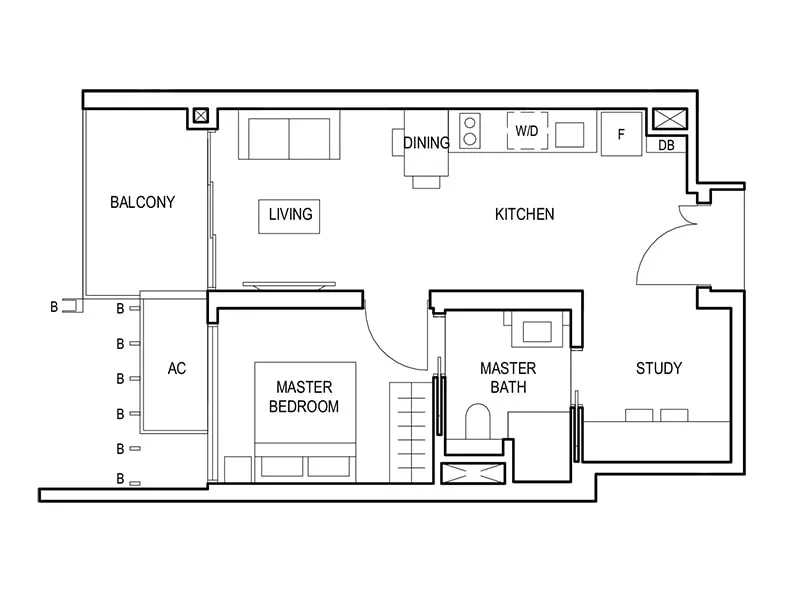 DINING
W/D
F
DB
BALCONY
LIVING
KITCHEN
B
B
B
B
B
B
B
AC
MASTER
BEDROOM
MASTER
BATH
STUDY